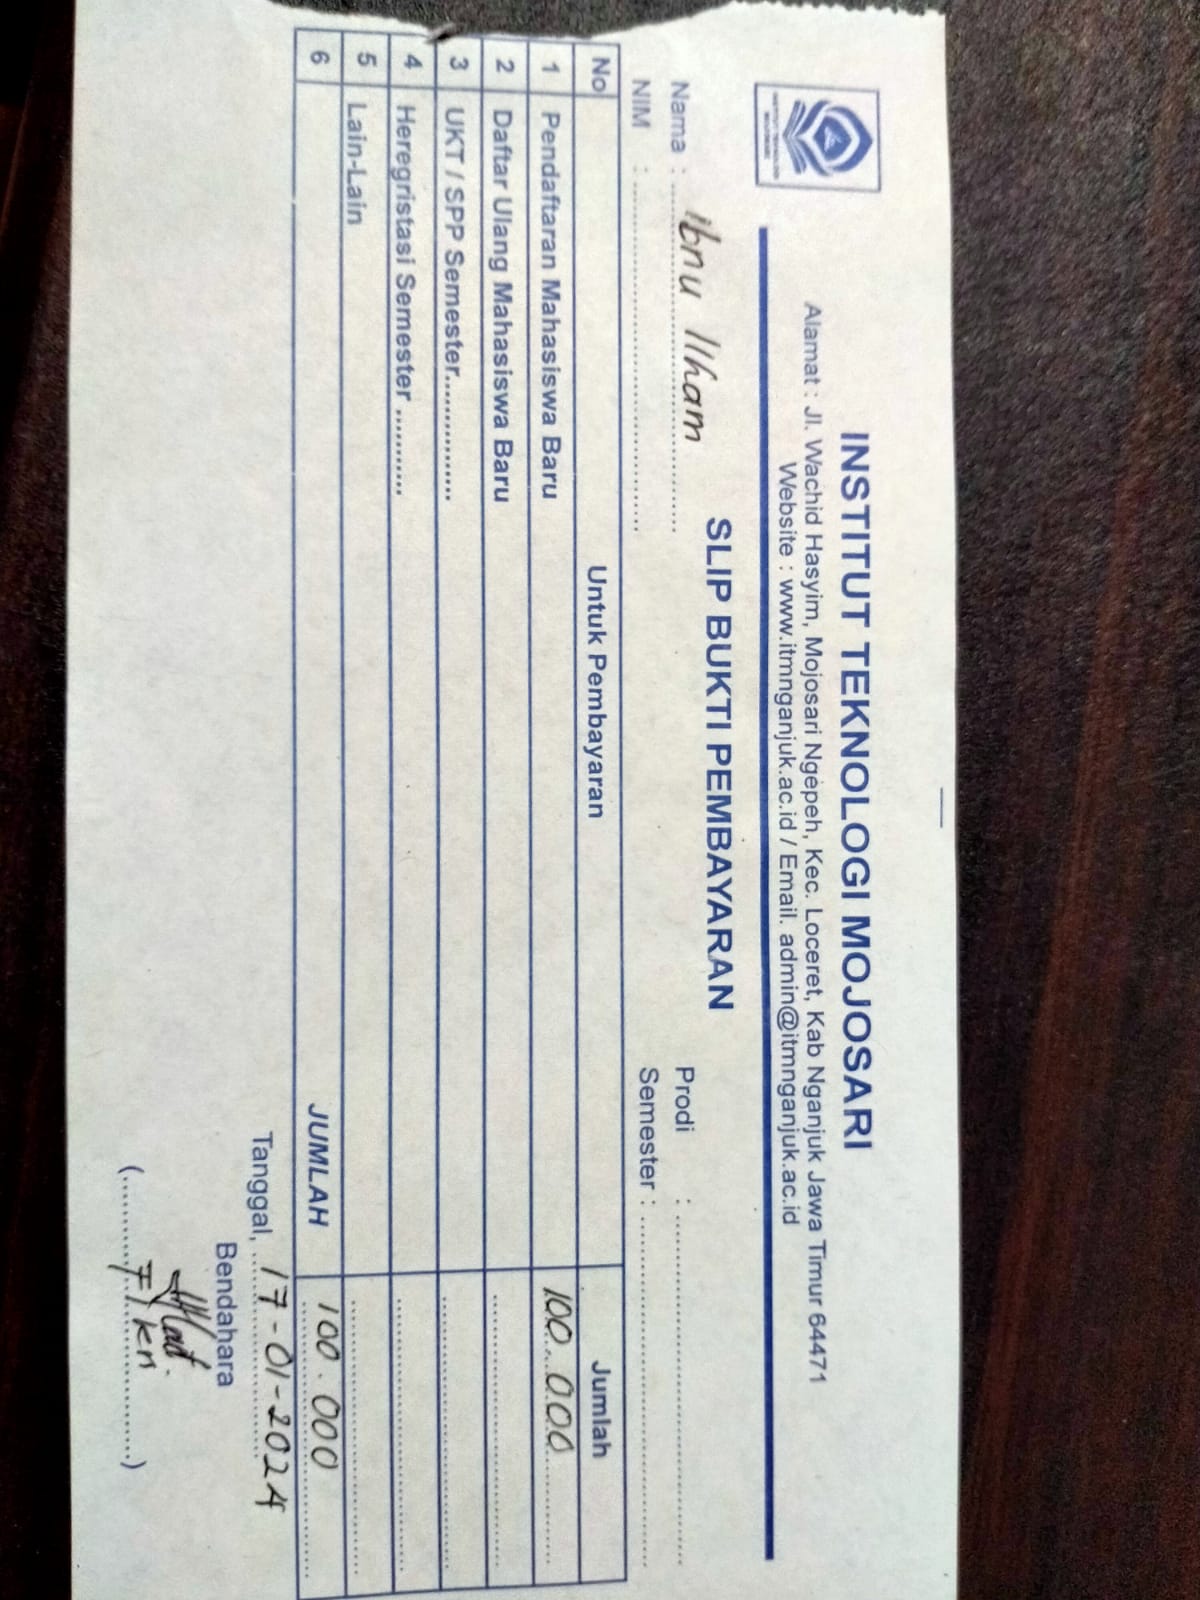 INSTITUT TEKNOLOGI MOJOSARI
Alamat : Jl. Wachid Hasyim, Mojosari Ngepeh, Kec. Loceret, Kab Nganjuk Jawa Timur 64471
Website : www.itmnganjuk.ac.id / Email. admin@itmnganjuk.ac.id
SLIP BUKTI PEMBAYARAN
Nama : Ibnu Ilham Prodi :
NIM : Semester :
No Untuk Pembayaran Jumlah
1 Pendaftaran Mahasiswa Baru 100.000
2 Daftar Ulang Mahasiswa Baru
3 UKT / SPP Semester..............
4 Heregristasi Semester ...........
5 Lain-Lain
6 JUMLAH 100.000
Tanggal, 17-01-2024
Bendahara